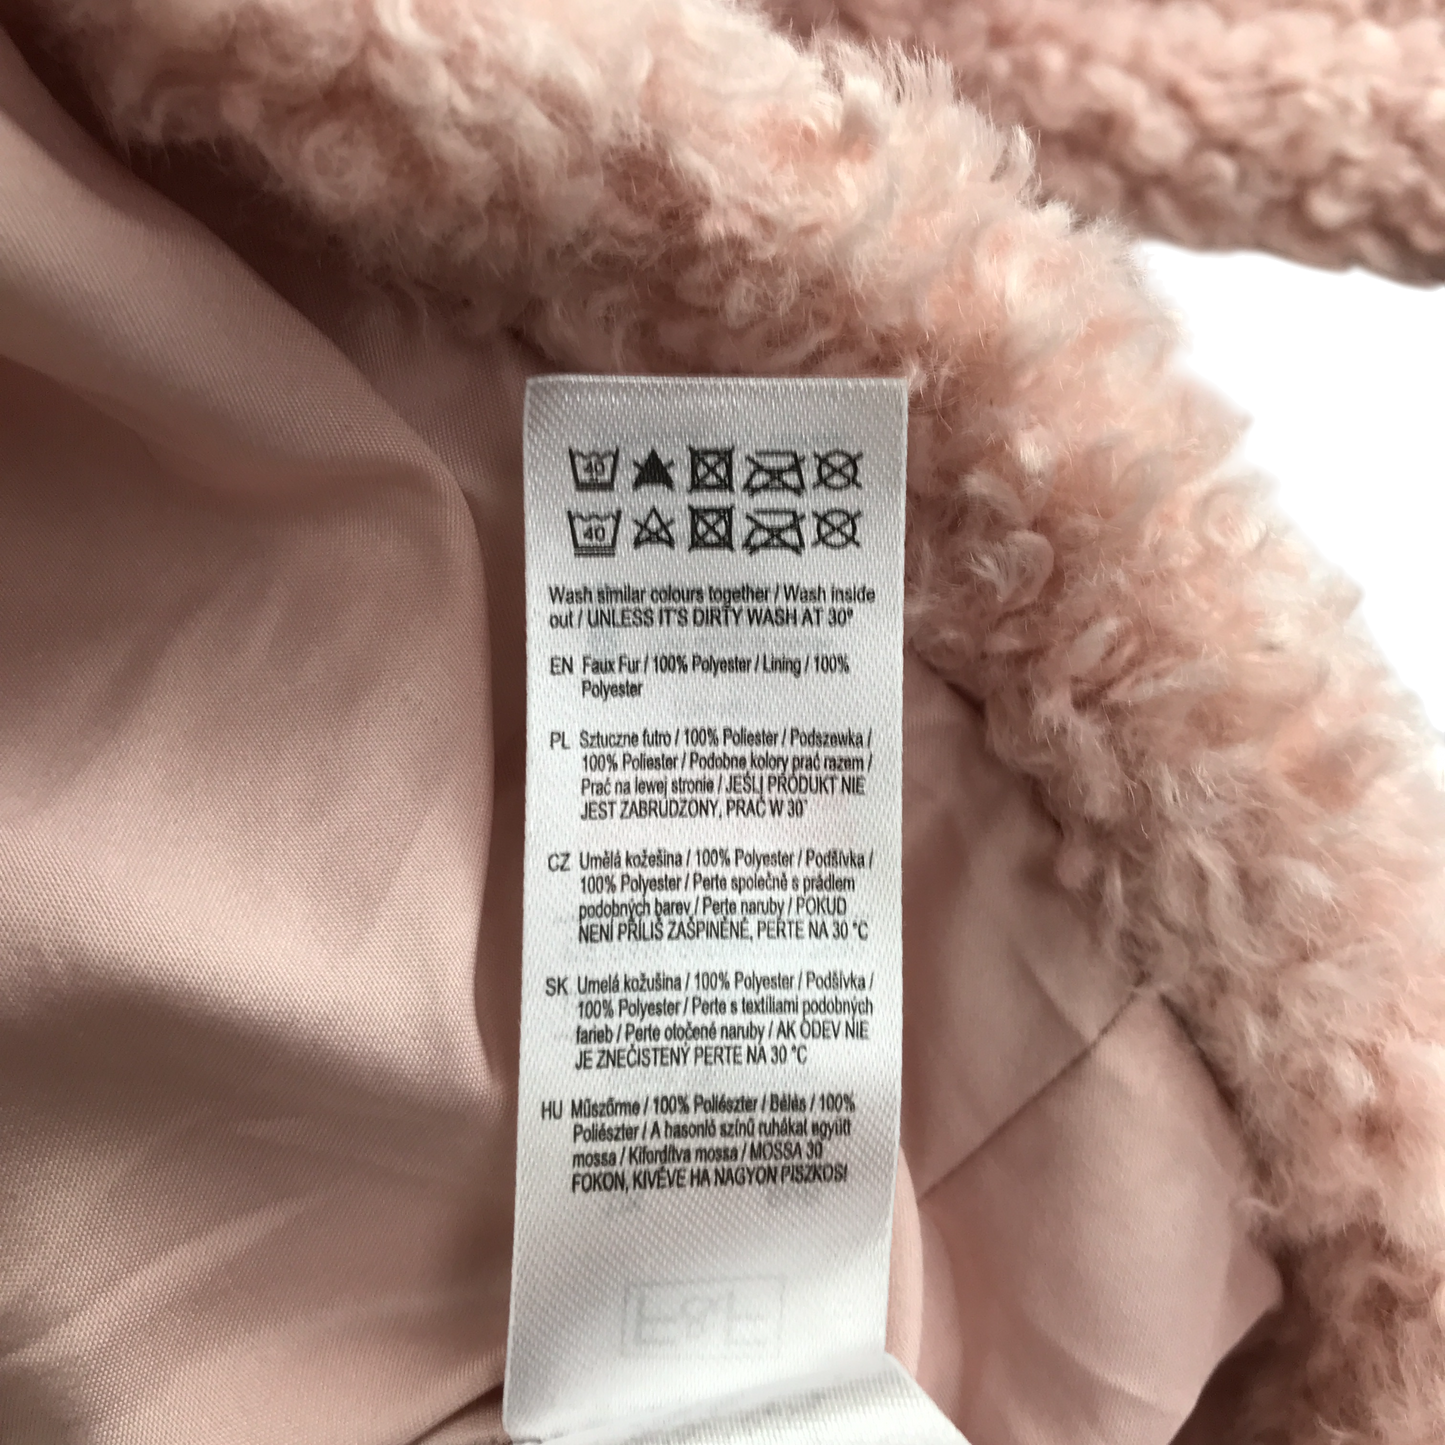 40
40
Wash similar colours together / Wash inside
out / UNLESS IT'S DIRTY WASH AT 30°
EN Faux Fur / 100% Polyester / Lining / 100%
Polyester
PL Sztuczne futro / 100% Poliester / Podszewka /
100% Poliester / Podobne kolory prać razem /
Prać na lewej stronie / JEŚLI PRODUKT NIE
JEST ZABRUDZONY, PRAĆ W 30°
CZ Umělá kožešina / 100% Polyester / Podšívka /
100% Polyester / Perte společně s prádlem
podobných barev / Perte naruby / POKUD
NENÍ PŘÍLIŠ ZAŠPINĚNÉ, PERTE NA 30 °C
SK Umelá kožušina / 100% Polyester / Podšívka /
100% Polyester / Perte s textíliami podobných
farieb / Perte otočené naruby / AK ODEV NIE
JE ZNEČISTENÝ PERTE NA 30 °C
HU Műszőrme / 100% Poliészter / Bélés / 100%
Poliészter / A hasonló színű ruhákat együtt
mossa / Kifordítva mossa / MOSSA 30
FOKON, KIVÉVE HA NAGYON PISZKOS!